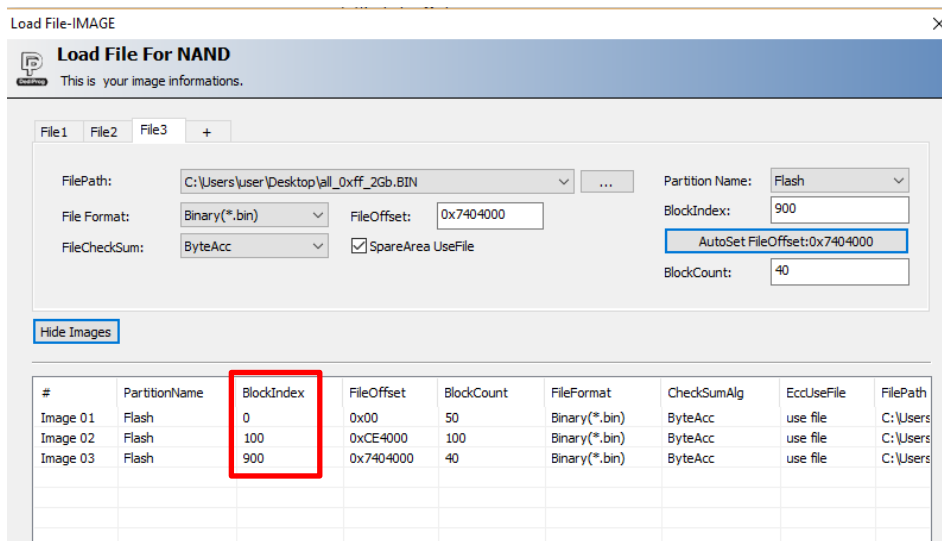 Load File-IMAGE
Load File For NAND
DediProg
This is your image informations.
File1 File2 File3 +
FilePath: C:\Users\user\Desktop\all_0xff_2Gb.BIN ... Partition Name: Flash
File Format: Binary(*.bin) FileOffset: 0x7404000 BlockIndex: 900
FileCheckSum: ByteAcc SpareArea UseFile AutoSet FileOffset:0x7404000
BlockCount: 40
Hide Images
# PartitionName BlockIndex FileOffset BlockCount FileFormat CheckSumAlg EccUseFile FilePath
Image 01 Flash 0 0x00 50 Binary(*.bin) ByteAcc use file C:\Users
Image 02 Flash 100 0xCE4000 100 Binary(*.bin) ByteAcc use file C:\Users
Image 03 Flash 900 0x7404000 40 Binary(*.bin) ByteAcc use file C:\Users